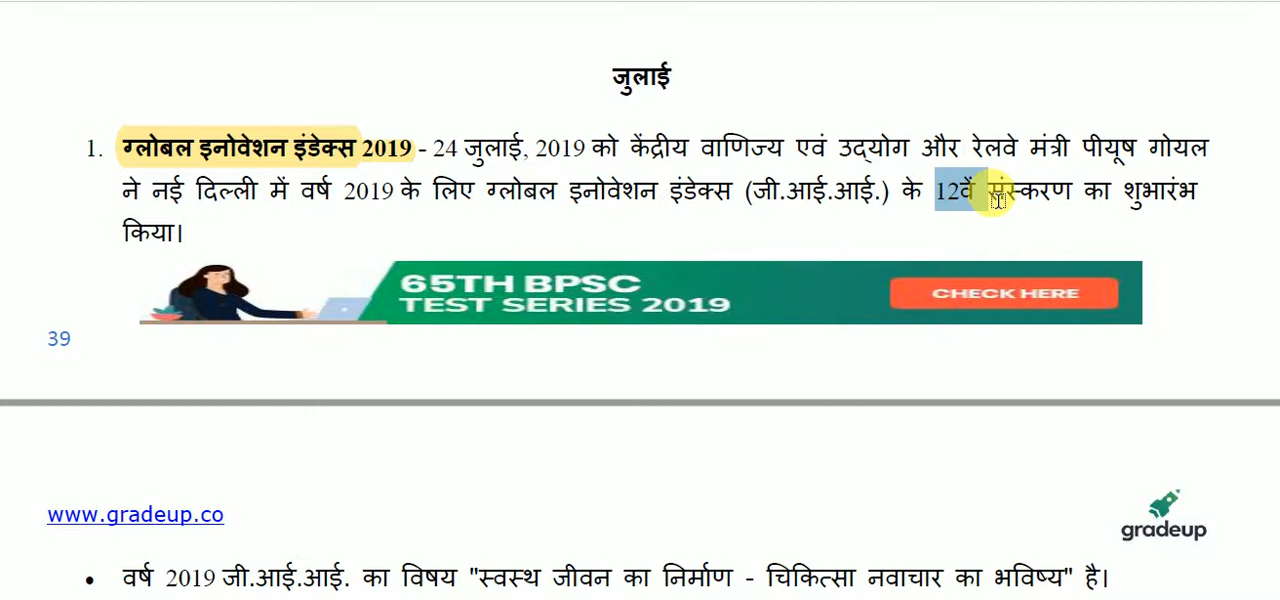 जुलाई
1. ग्लोबल इनोवेशन इंडेक्स 2019 - 24 जुलाई, 2019 को केंद्रीय वाणिज्य एवं उद्योग और रेलवे मंत्री पीयूष गोयल
ने नई दिल्ली में वर्ष 2019 के लिए ग्लोबल इनोवेशन इंडेक्स (जी.आई.आई.) के 12वें संस्करण का शुभारंभ
किया।
65TH BPSC
TEST SERIES 2019
CHECK HERE
39
www.gradeup.co
gradeup
• वर्ष 2019 जी.आई.आई. का विषय "स्वस्थ जीवन का निर्माण - चिकित्सा नवाचार का भविष्य" है।